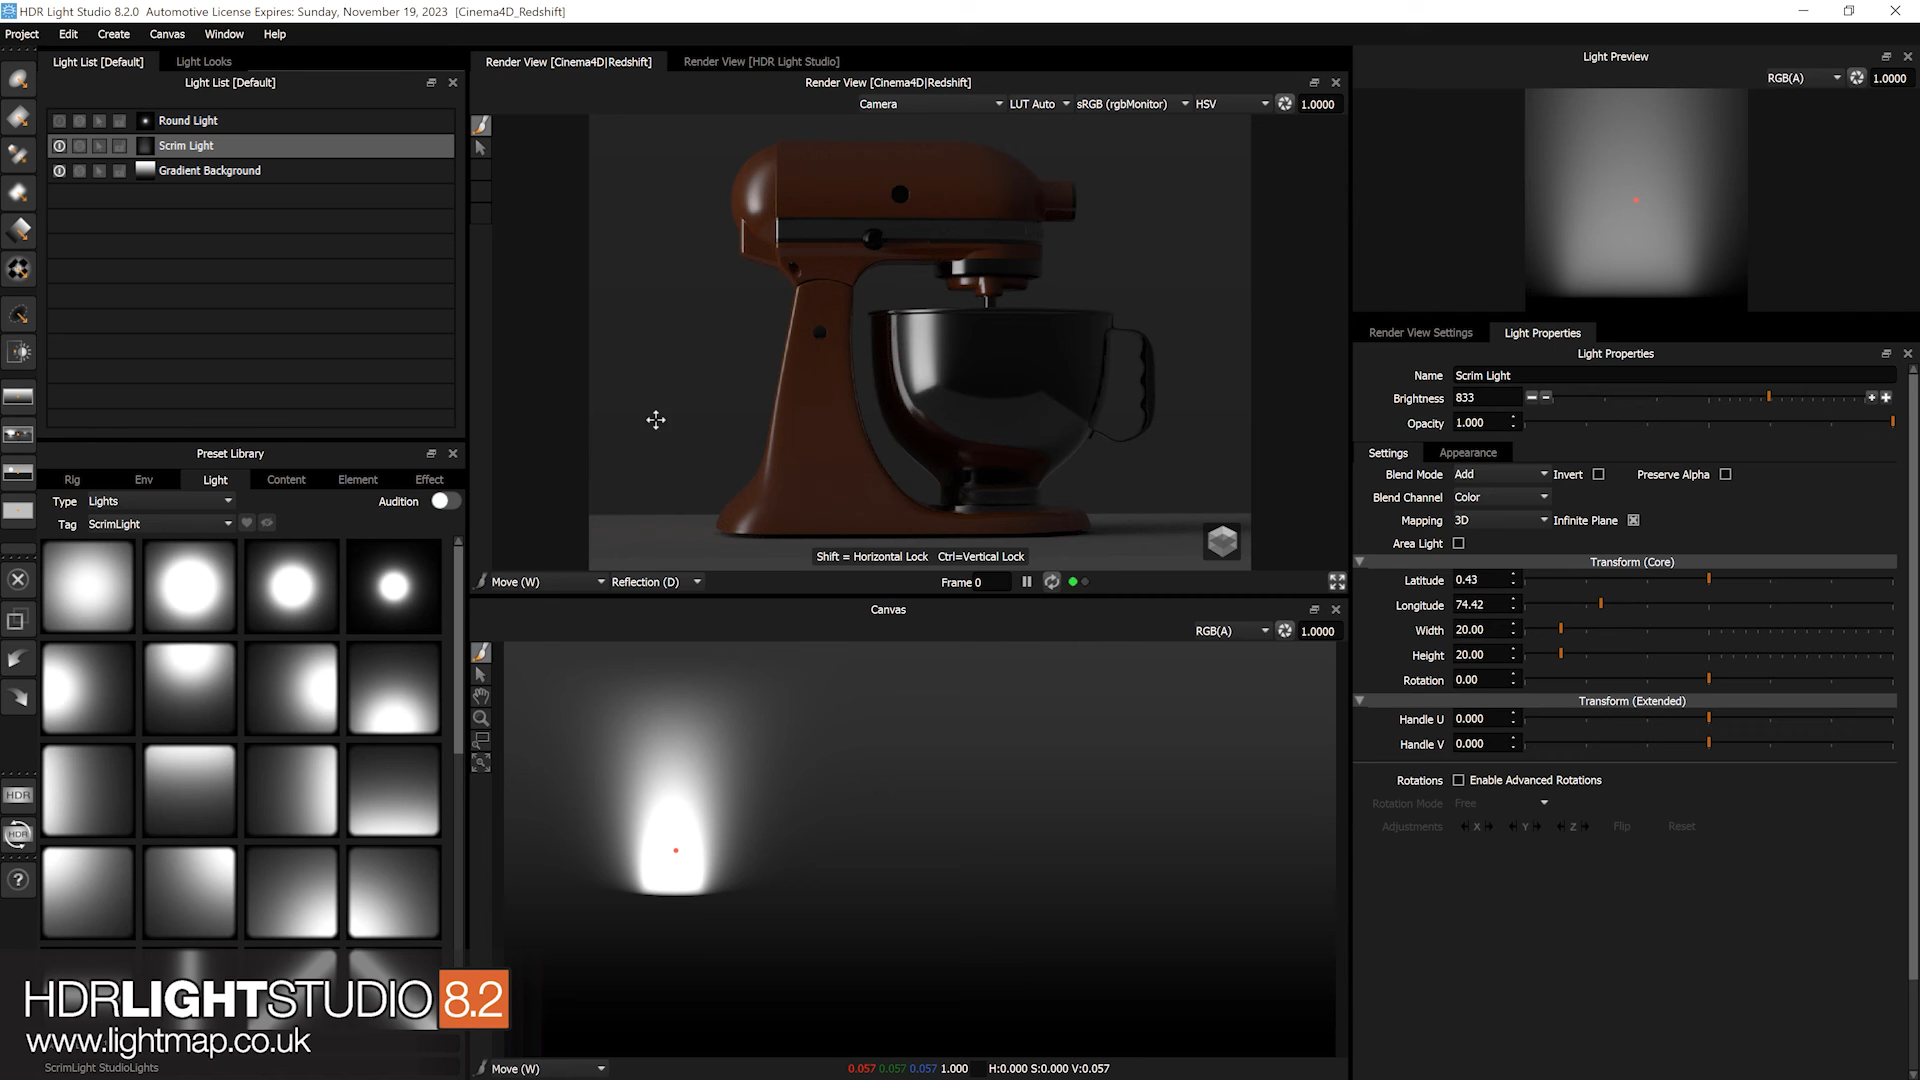 HDR Light Studio 8.2.0 Automotive License Expires: Sunday, November 19, 2023 [Cinema4D_Redshift]
Project Edit Create Canvas Window Help
Light List [Default] Light Looks
Light List [Default]
Round Light
Scrim Light
Gradient Background
Preset Library
Rig Env Light Content Element Effect
Type Lights Audition
Tag ScrimLight
HDR
HDR
?
HDRLIGHTSTUDIO 8.2
www.lightmap.co.uk
ScrimLight StudioLights
Render View [Cinema4D|Redshift] Render View [HDR Light Studio]
Render View [Cinema4D|Redshift]
Camera LUT Auto sRGB (rgbMonitor) HSV 1.0000
Shift = Horizontal Lock Ctrl=Vertical Lock
Move (W) Reflection (D) Frame 0
Canvas
RGB(A) 1.0000
Move (W) 0.057 0.057 0.057 1.000 H:0.000 S:0.000 V:0.057
Light Preview
RGB(A) 1.0000
Render View Settings Light Properties
Light Properties
Name Scrim Light
Brightness 833
Opacity 1.000
Settings Appearance
Blend Mode Add Invert Preserve Alpha
Blend Channel Color
Mapping 3D Infinite Plane
Area Light
Transform (Core)
Latitude 0.43
Longitude 74.42
Width 20.00
Height 20.00
Rotation 0.00
Transform (Extended)
Handle U 0.000
Handle V 0.000
Rotations Enable Advanced Rotations
Rotation Mode Free
Adjustments X Y Z Flip Reset